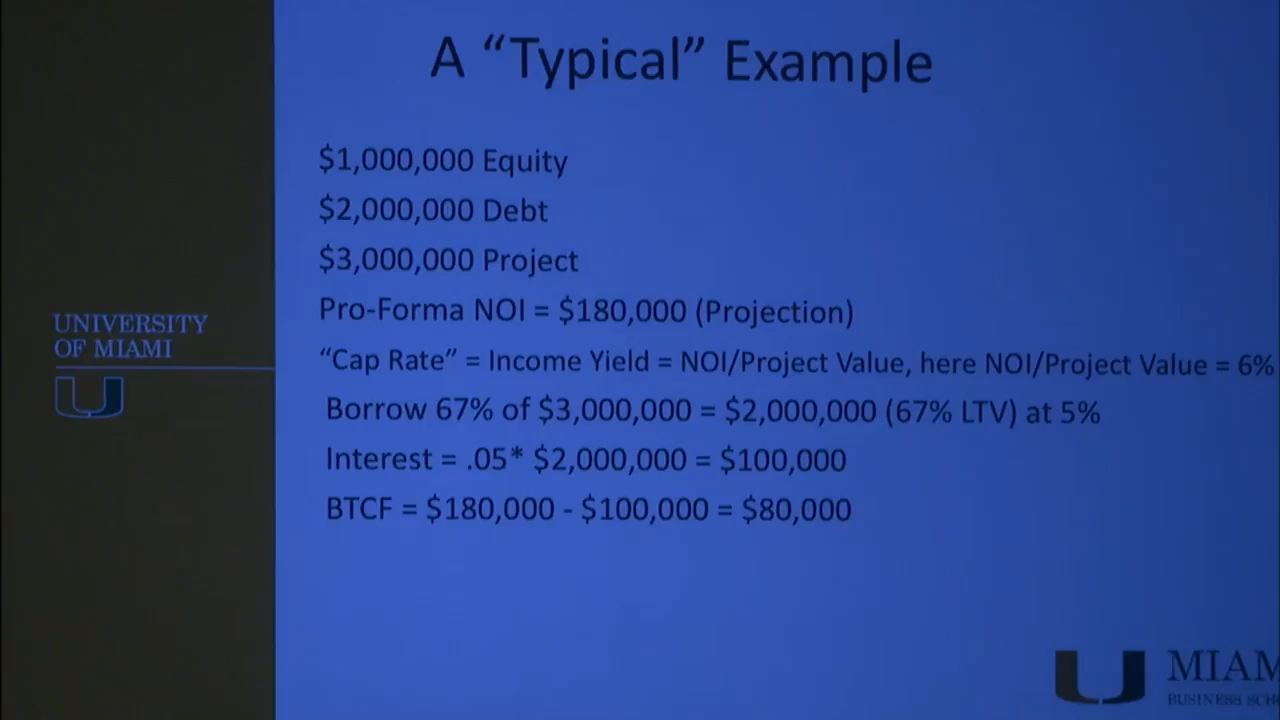 A “Typical” Example
$1,000,000 Equity
$2,000,000 Debt
$3,000,000 Project
Pro-Forma NOI = $180,000 (Projection)
“Cap Rate” = Income Yield = NOI/Project Value, here NOI/Project Value = 6%
Borrow 67% of $3,000,000 = $2,000,000 (67% LTV) at 5%
Interest = .05* $2,000,000 = $100,000
BTCF = $180,000 - $100,000 = $80,000
UNIVERSITY
OF MIAMI
MIAM
BUSINESS SCH